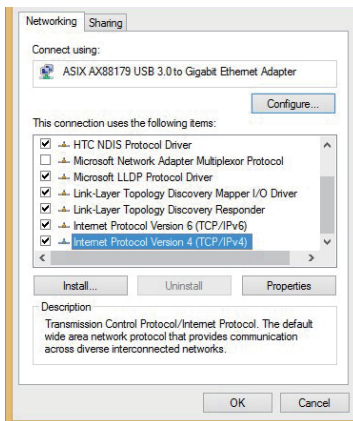 Networking Sharing
Connect using:
ASIX AX88179 USB 3.0 to Gigabit Ethernet Adapter
Configure...
This connection uses the following items:
HTC NDIS Protocol Driver
Microsoft Network Adapter Multiplexor Protocol
Microsoft LLDP Protocol Driver
Link-Layer Topology Discovery Mapper I/O Driver
Link-Layer Topology Discovery Responder
Internet Protocol Version 6 (TCP/IPv6)
Internet Protocol Version 4 (TCP/IPv4)
Install... Uninstall Properties
Description
Transmission Control Protocol/Internet Protocol. The default
wide area network protocol that provides communication
across diverse interconnected networks.
OK Cancel